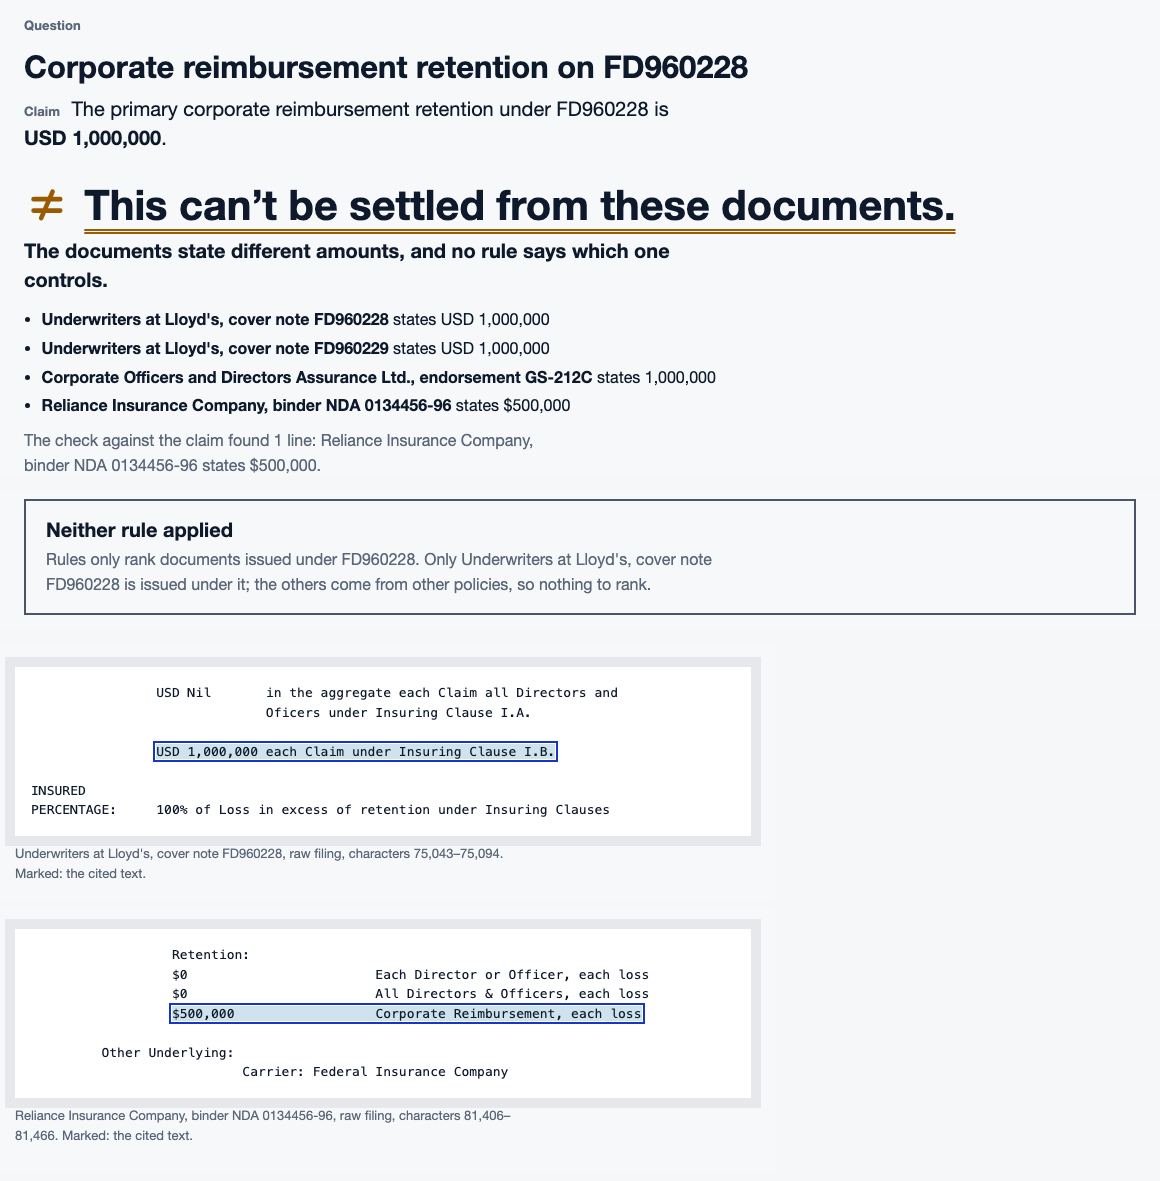 Question
Corporate reimbursement retention on FD960228
Claim The primary corporate reimbursement retention under FD960228 is
USD 1,000,000.
≠ This can’t be settled from these documents.
The documents state different amounts, and no rule says which one
controls.
• Underwriters at Lloyd's, cover note FD960228 states USD 1,000,000
• Underwriters at Lloyd's, cover note FD960229 states USD 1,000,000
• Corporate Officers and Directors Assurance Ltd., endorsement GS-212C states 1,000,000
• Reliance Insurance Company, binder NDA 0134456-96 states $500,000
The check against the claim found 1 line: Reliance Insurance Company,
binder NDA 0134456-96 states $500,000.
Neither rule applied
Rules only rank documents issued under FD960228. Only Underwriters at Lloyd's, cover note
FD960228 is issued under it; the others come from other policies, so nothing to rank.
USD Nil in the aggregate each Claim all Directors and
Oficers under Insuring Clause I.A.
USD 1,000,000 each Claim under Insuring Clause I.B.
INSURED
PERCENTAGE: 100% of Loss in excess of retention under Insuring Clauses
Underwriters at Lloyd's, cover note FD960228, raw filing, characters 75,043–75,094.
Marked: the cited text.
Retention:
$0 Each Director or Officer, each loss
$0 All Directors & Officers, each loss
$500,000 Corporate Reimbursement, each loss
Other Underlying:
Carrier: Federal Insurance Company
Reliance Insurance Company, binder NDA 0134456-96, raw filing, characters 81,406–
81,466. Marked: the cited text.